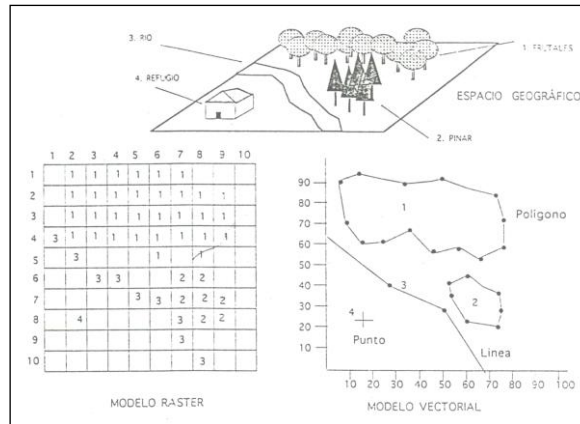 3. RIO
1. FRUTALES
4. REFUGIO
ESPACIO GEOGRÁFICO
2. PINAR
1 2 3 4 5 6 7 8 9 10
1 1 1 1 1 1 1
2 1 1 1 1 1 1 1 1
3 1 1 1 1 1 1 1 1
4 3 1 1 1 1 1 1 1 1
5 3 1 1
6 3 3 2 2
7 3 3 2 2 2
8 4 3 2 2
9 3
10 3
MODELO RASTER
90
80
70
60
50
40
30
20
10 20 30 40 50 60 70 80 90 100
1
Polígono
3
2
4
Punto
Linea
MODELO VECTORIAL